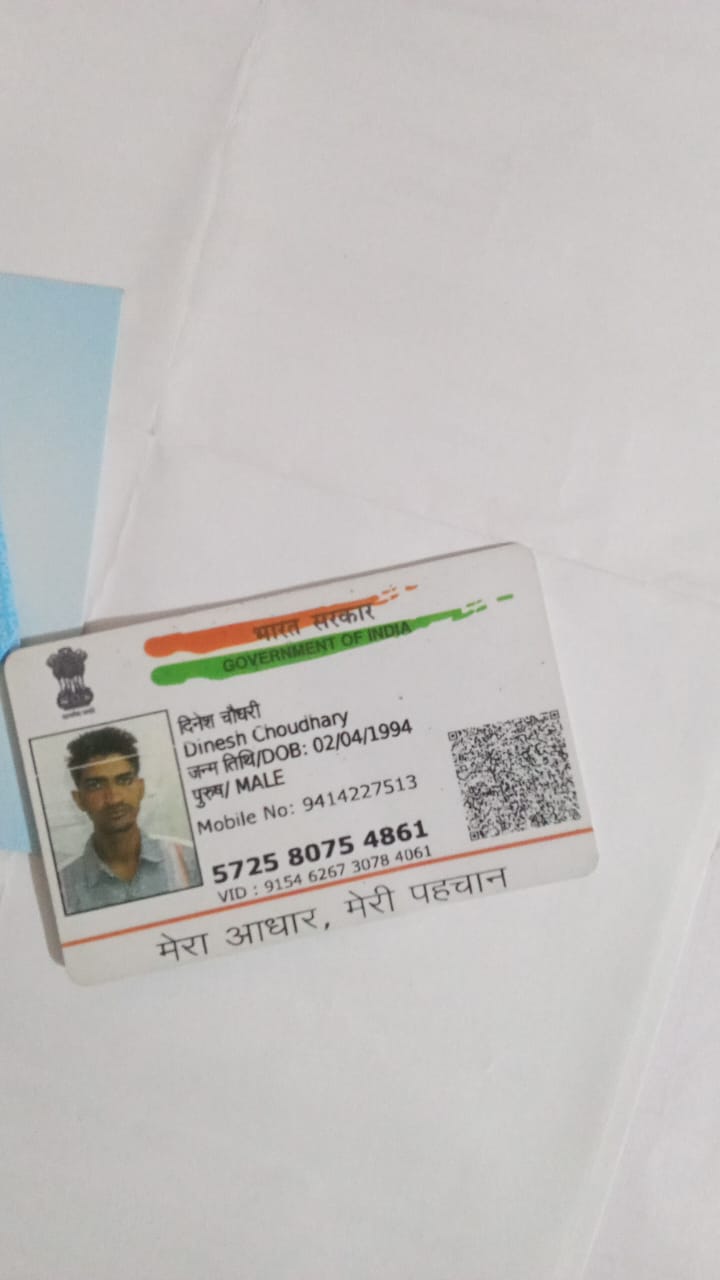 भारत सरकार
GOVERNMENT OF INDIA
दिनेश चौधरी
Dinesh Choudhary
जन्म तिथि/DOB: 02/04/1994
पुरुष/ MALE
Mobile No: 9414227513
5725 8075 4861
VID : 9154 6267 3078 4061
मेरा आधार, मेरी पहचान